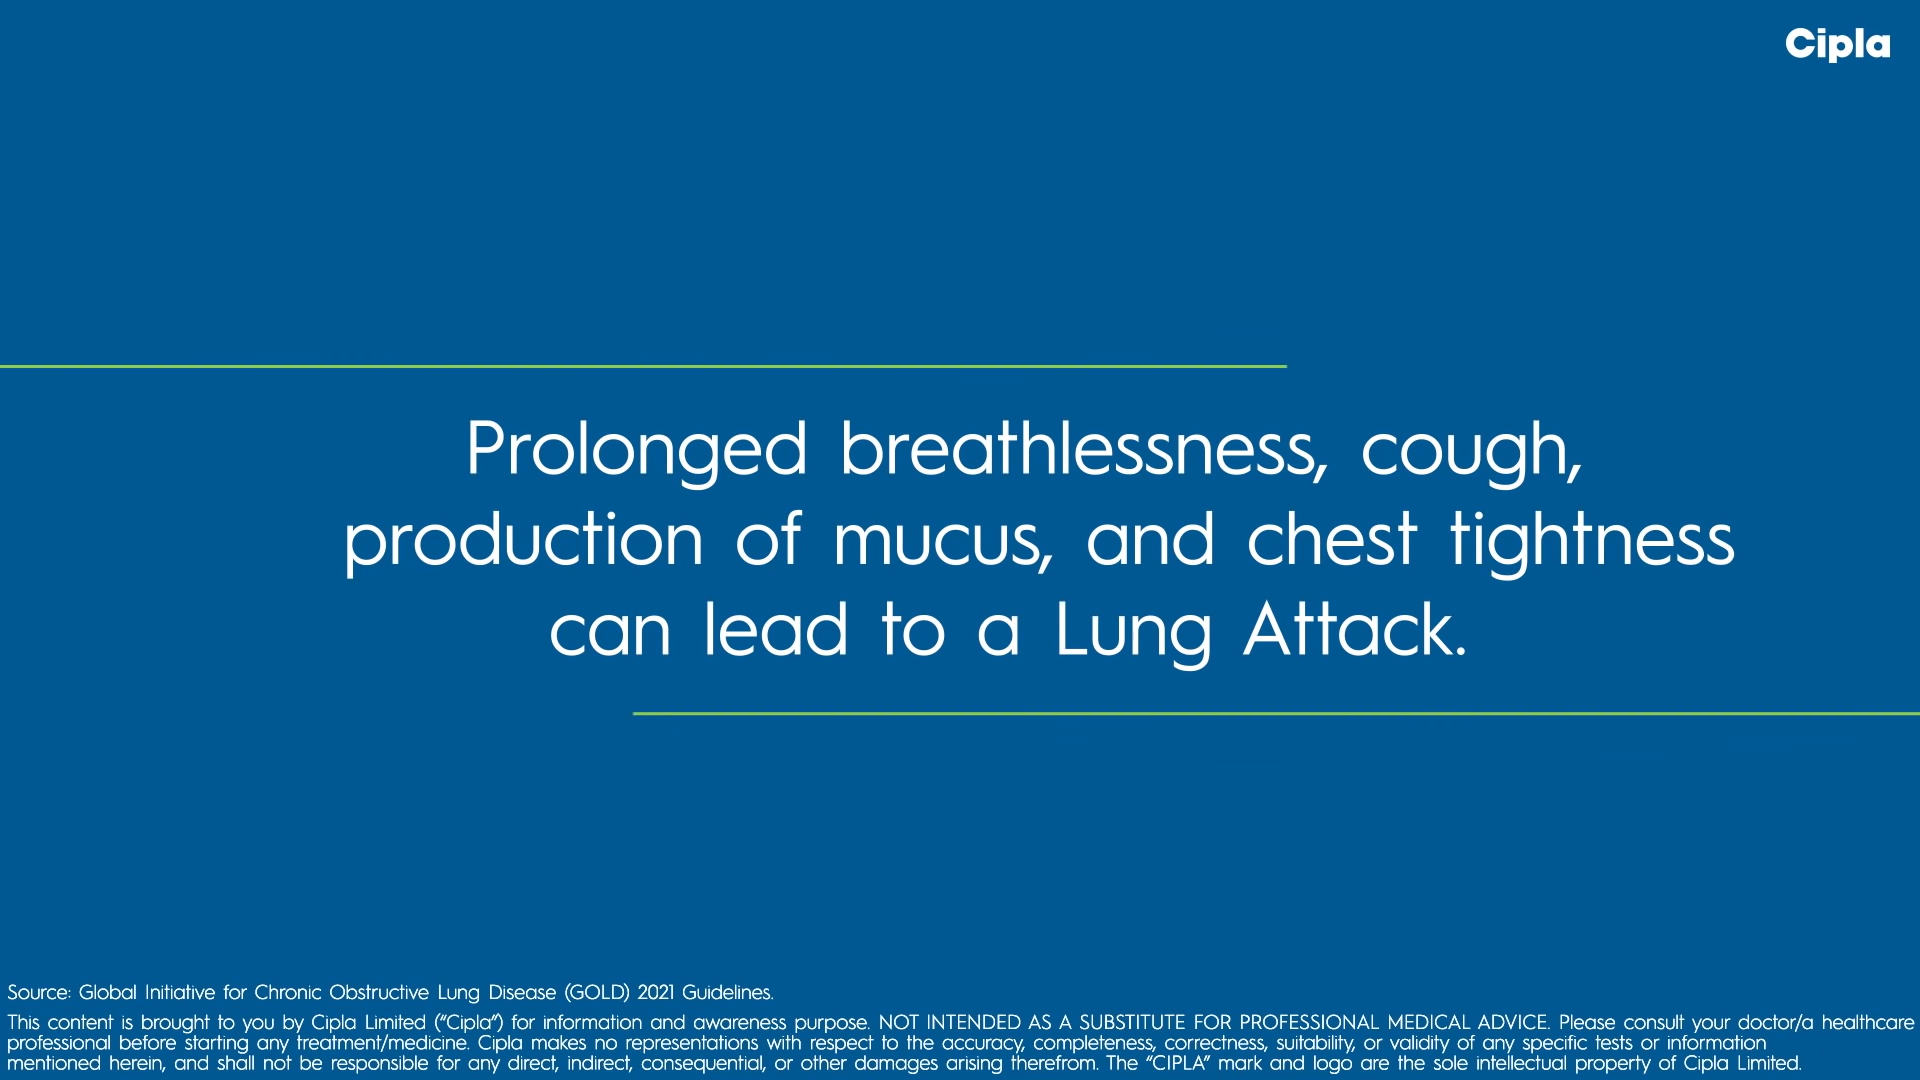 Cipla
Prolonged breathlessness, cough,
production of mucus, and chest tightness
can lead to a Lung Attack.
Source: Global Initiative for Chronic Obstructive Lung Disease (GOLD) 2021 Guidelines.
This content is brought to you by Cipla Limited (“Cipla”) for information and awareness purpose. NOT INTENDED AS A SUBSTITUTE FOR PROFESSIONAL MEDICAL ADVICE. Please consult your doctor/a healthcare
professional before starting any treatment/medicine. Cipla makes no representations with respect to the accuracy, completeness, correctness, suitability, or validity of any specific tests or information
mentioned herein, and shall not be responsible for any direct, indirect, consequential, or other damages arising therefrom. The “CIPLA” mark and logo are the sole intellectual property of Cipla Limited.